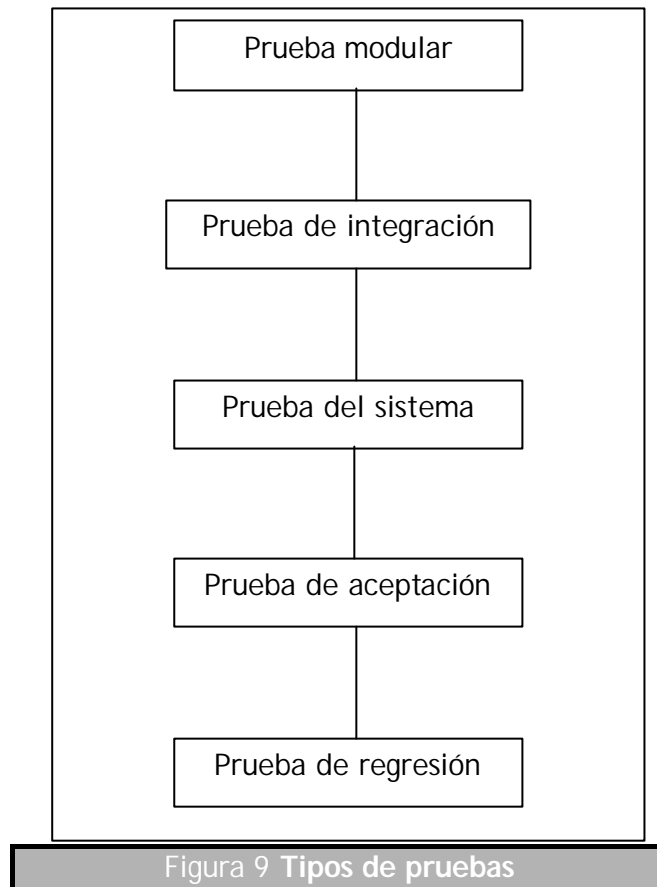 Prueba modular
Prueba de integración
Prueba del sistema
Prueba de aceptación
Prueba de regresión
Figura 9 Tipos de pruebas